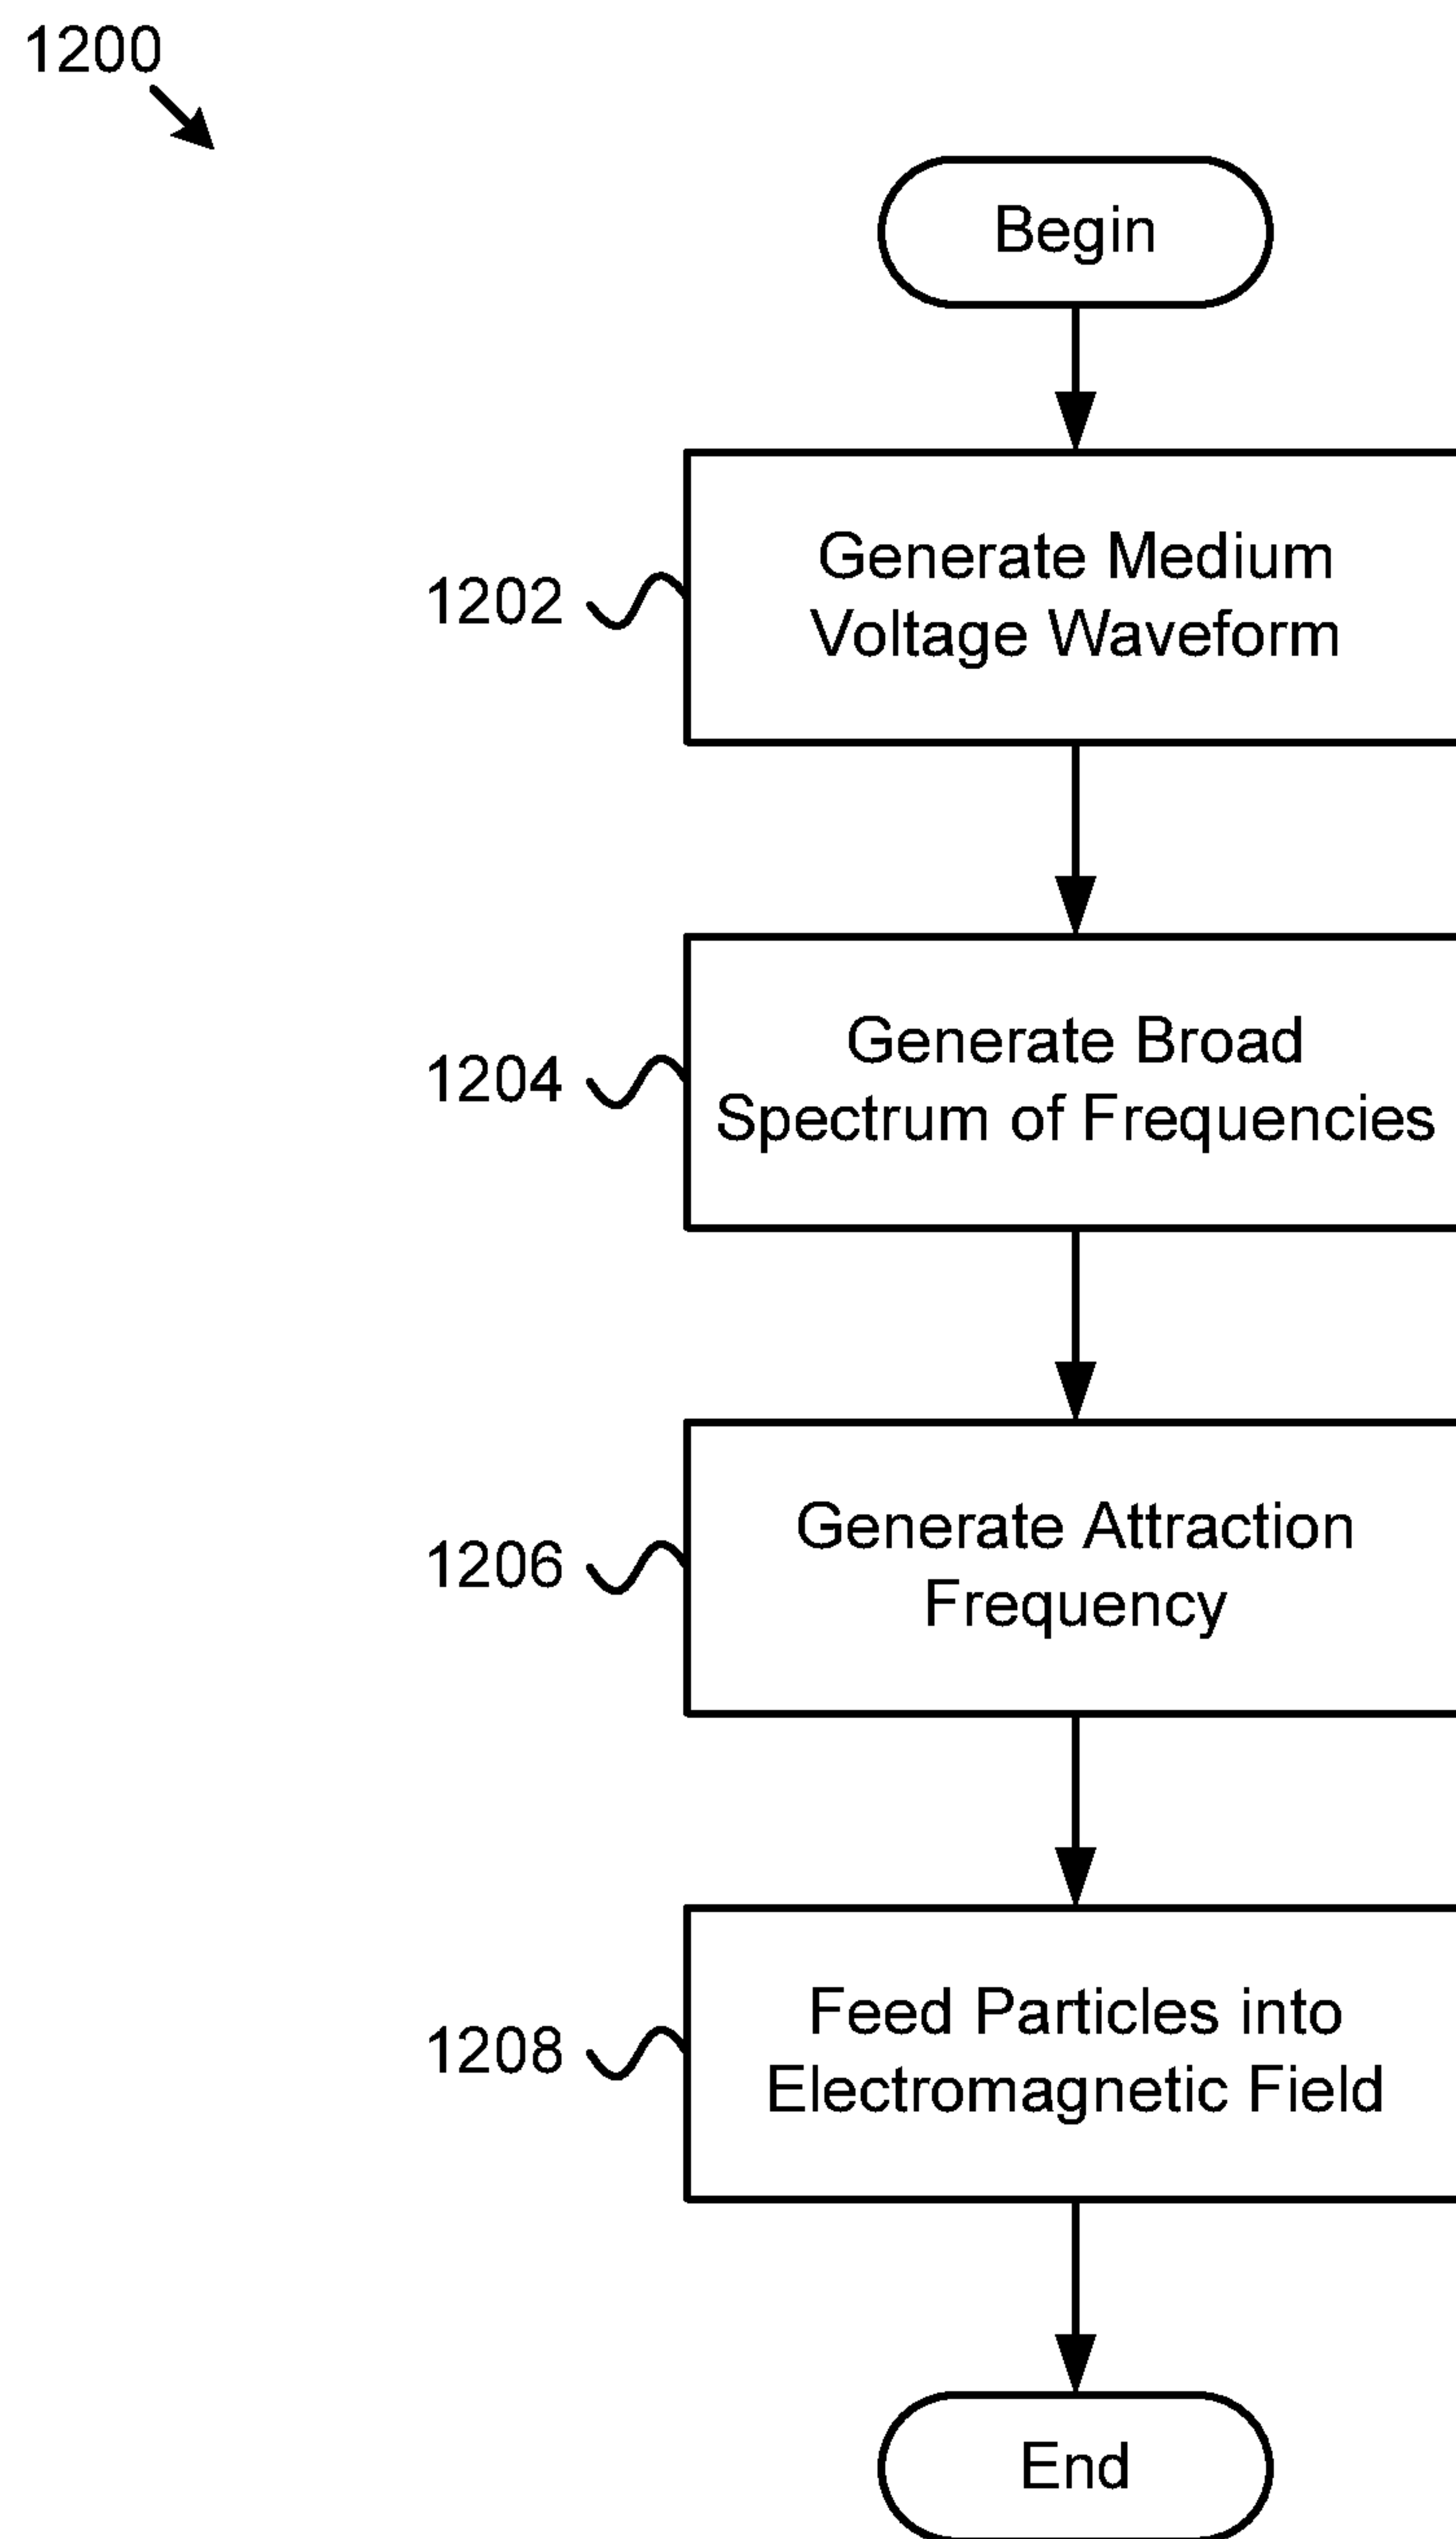 1200
Begin
1202
Generate Medium
Voltage Waveform
1204
Generate Broad
Spectrum of Frequencies
1206
Generate Attraction
Frequency
1208
Feed Particles into
Electromagnetic Field
End